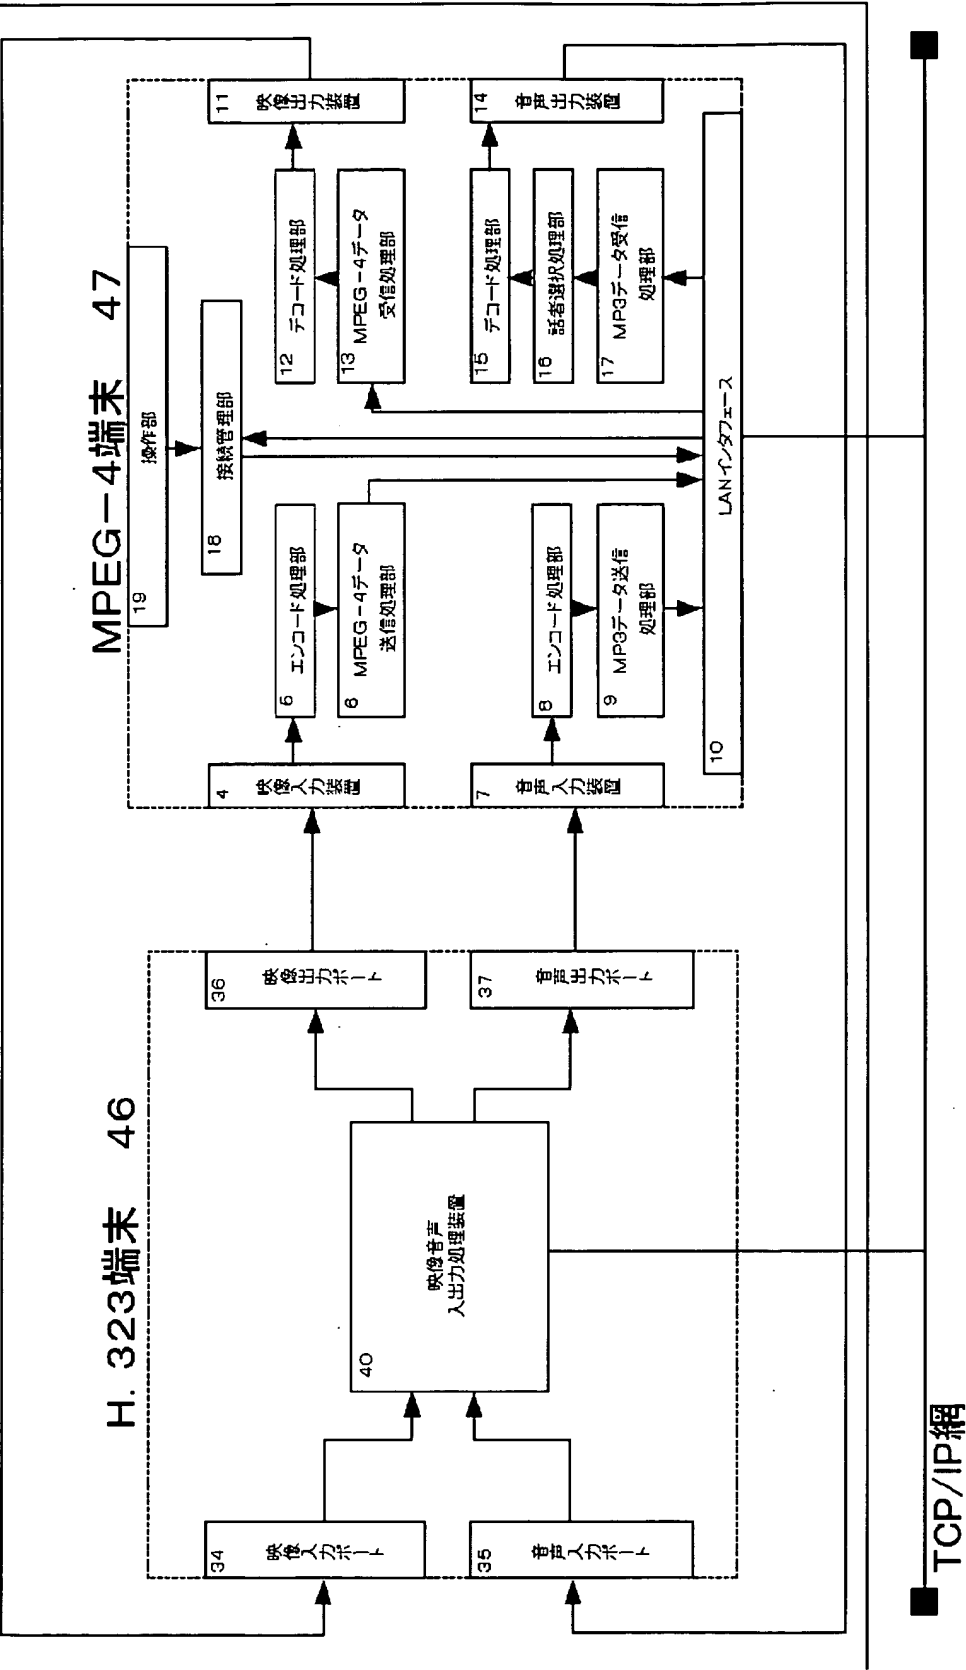 H. 323端末 46
34
映像入力ポート
35
音声入力ポート
40
映像音声
入出力処理装置
36
映像出力ポート
37
音声出力ポート
MPEG-4端末 47
19
操作部
18
接続管理部
4
映像入力装置
5
エンコード処理部
6
MPEG-4データ
送信処理部
7
音声入力装置
8
エンコード処理部
9
MP3データ送信
処理部
10
LANインタフェース
11
映像出力装置
12
デコード処理部
13
MPEG-4データ
受信処理部
14
音声出力装置
15
デコード処理部
16
話者選択処理部
17
MP3データ受信
処理部
TCP/IP網